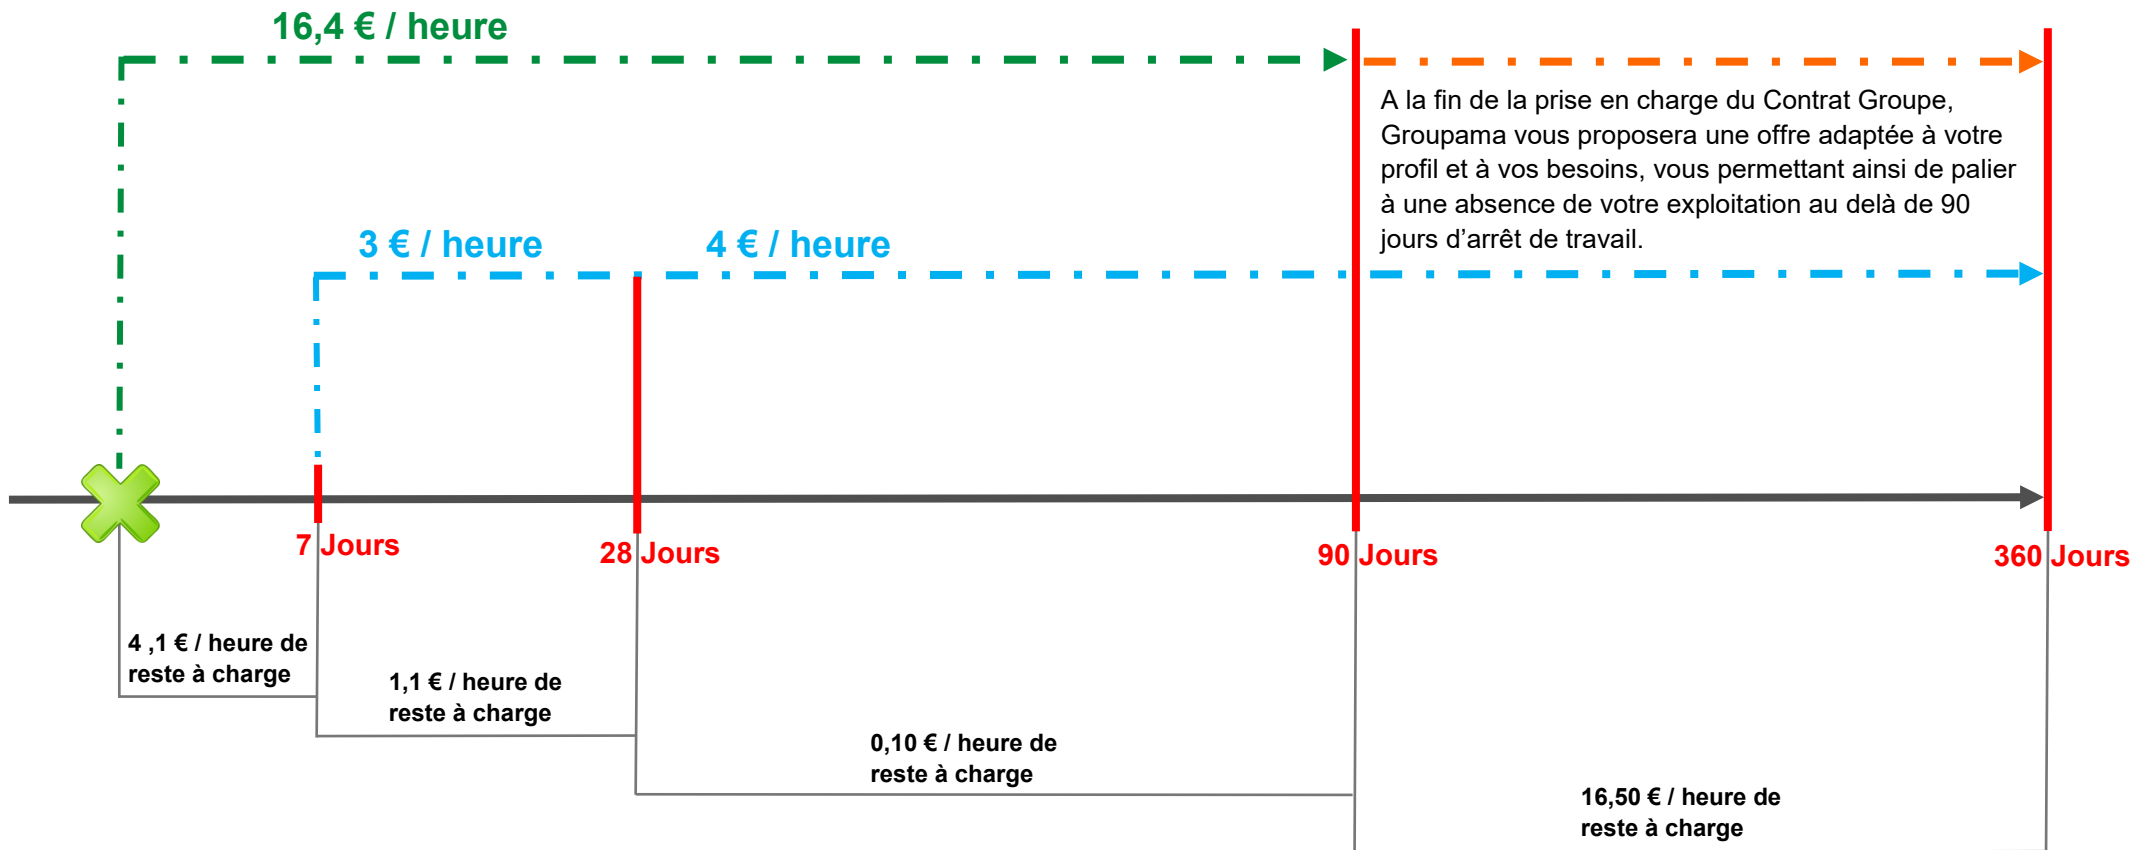 16,4 € / heure
A la fin de la prise en charge du Contrat Groupe,
Groupama vous proposera une offre adaptée à votre
profil et à vos besoins, vous permettant ainsi de palier
à une absence de votre exploitation au delà de 90
jours d’arrêt de travail.
3 € / heure
4 € / heure
7 Jours
28 Jours
90 Jours
360 Jours
4 ,1 € / heure de
reste à charge
1,1 € / heure de
reste à charge
0,10 € / heure de
reste à charge
16,50 € / heure de
reste à charge